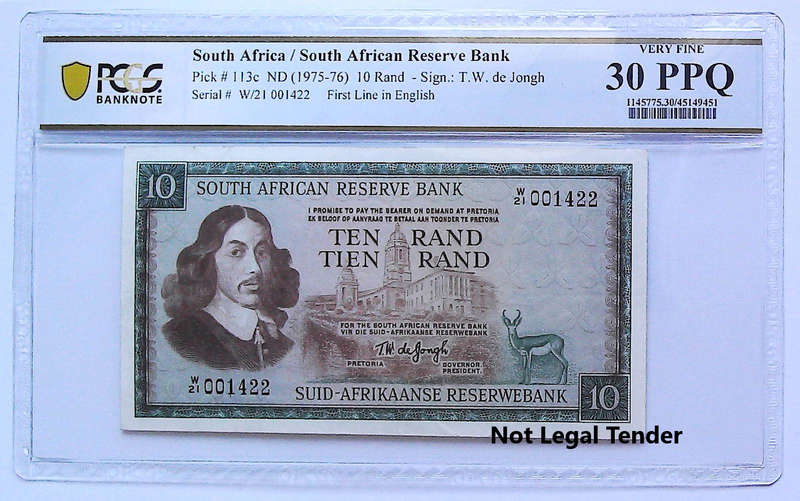 PCGS
BANKNOTE
South Africa / South African Reserve Bank
Pick # 113c ND (1975-76) 10 Rand - Sign.: T.W. de Jongh
Serial # W/21 001422 First Line in English
VERY FINE
30 PPQ
1145775.30/45149451
10
SOUTH AFRICAN RESERVE BANK
W/21 001422
I PROMISE TO PAY THE BEARER ON DEMAND AT PRETORIA
EK BELOOF OP AANVRAAG TE BETAAL AAN TOONDER TE PRETORIA
TEN RAND
TIEN RAND
FOR THE SOUTH AFRICAN RESERVE BANK
VIR DIE SUID-AFRIKAANSE RESERWEBANK
T.W. de Jongh
PRETORIA
GOVERNOR.
PRESIDENT.
W/21 001422
SUID-AFRIKAANSE RESERWEBANK
10
Not Legal Tender